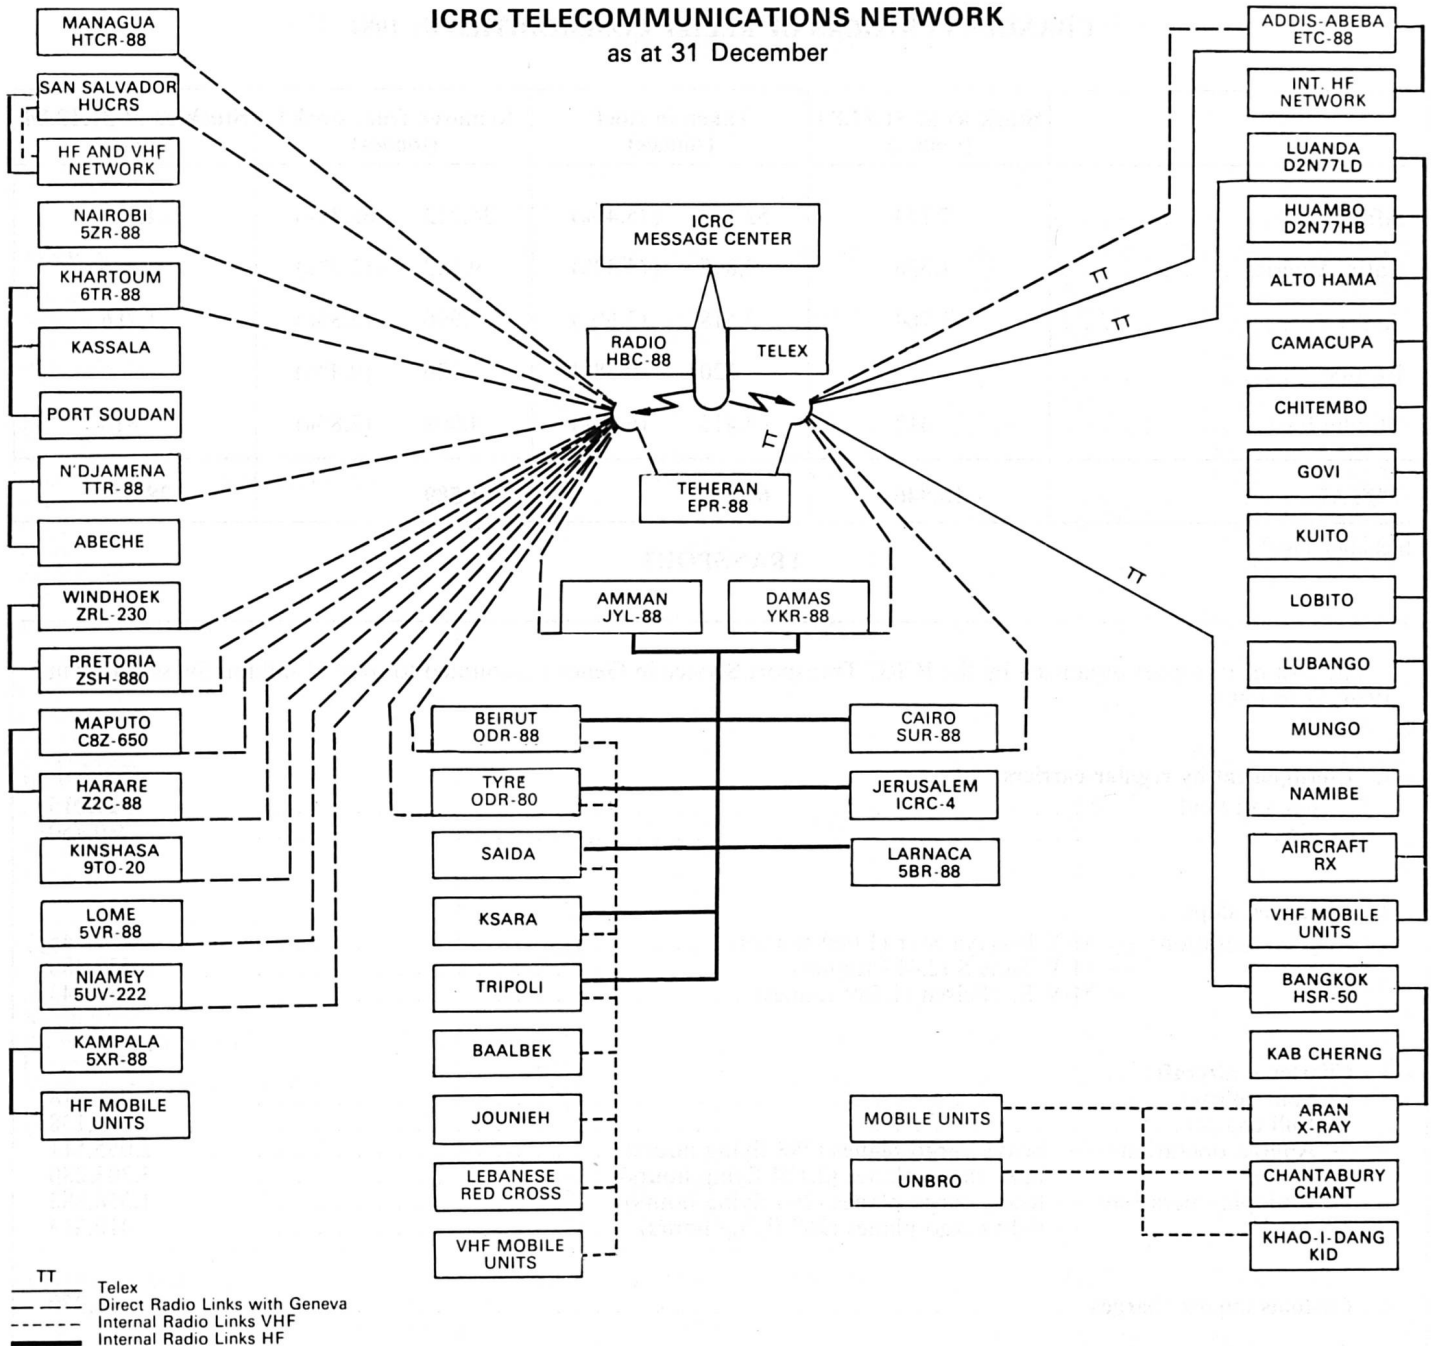 ICRC TELECOMMUNICATIONS NETWORK
as at 31 December
MANAGUA
HTCR-88
SAN SALVADOR
HUCRS
HF AND VHF
NETWORK
NAIROBI
5ZR-88
KHARTOUM
6TR-88
KASSALA
PORT SOUDAN
N'DJAMENA
TTR-88
ABECHE
WINDHOEK
ZRL-230
PRETORIA
ZSH-880
MAPUTO
C8Z-650
HARARE
Z2C-88
KINSHASA
9TO-20
LOME
5VR-88
NIAMEY
5UV-222
KAMPALA
5XR-88
HF MOBILE
UNITS
ICRC
MESSAGE CENTER
RADIO
HBC-88
TELEX
TT
TEHERAN
EPR-88
AMMAN
JYL-88
DAMAS
YKR-88
BEIRUT
ODR-88
TYRE
ODR-80
SAIDA
KSARA
TRIPOLI
BAALBEK
JOUNIEH
LEBANESE
RED CROSS
VHF MOBILE
UNITS
CAIRO
SUR-88
JERUSALEM
ICRC-4
LARNACA
5BR-88
MOBILE UNITS
UNBRO
TT
TT
TT
ADDIS-ABEBA
ETC-88
INT. HF
NETWORK
LUANDA
D2N77LD
HUAMBO
D2N77HB
ALTO HAMA
CAMACUPA
CHITEMBO
GOVI
KUITO
LOBITO
LUBANGO
MUNGO
NAMIBE
AIRCRAFT
RX
VHF MOBILE
UNITS
BANGKOK
HSR-50
KAB CHERNG
ARAN
X-RAY
CHANTABURY
CHANT
KHAO-I-DANG
KID
TT
Telex
Direct Radio Links with Geneva
Internal Radio Links VHF
Internal Radio Links HF